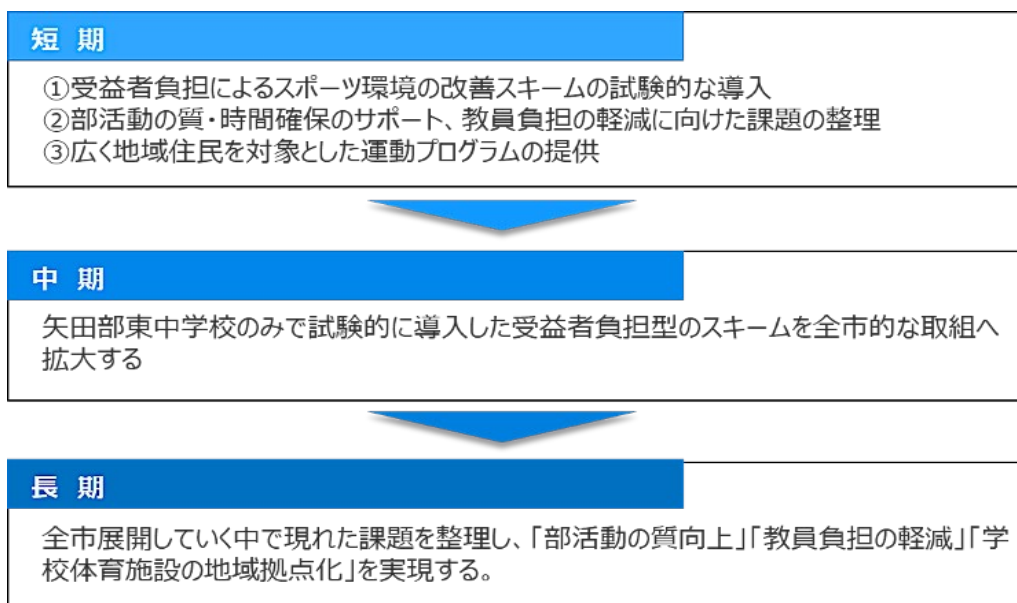 短 期
①受益者負担によるスポーツ環境の改善スキームの試験的な導入
②部活動の質・時間確保のサポート、教員負担の軽減に向けた課題の整理
③広く地域住民を対象とした運動プログラムの提供
中 期
矢田部東中学校のみで試験的に導入した受益者負担型のスキームを全市的な取組へ
拡大する
長 期
全市展開していく中で現れた課題を整理し、「部活動の質向上」「教員負担の軽減」「学
校体育施設の地域拠点化」を実現する。